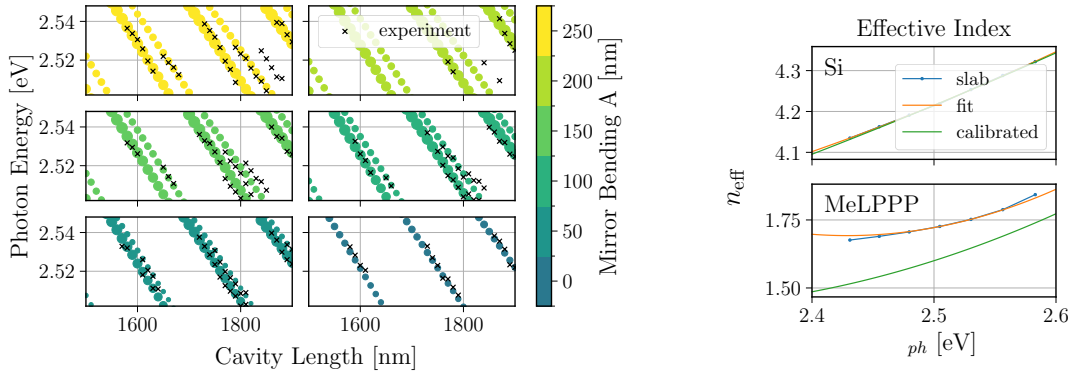 Photon Energy [eV]
2.54
2.52
2.54
2.52
2.54
2.52
experiment
1600
1800
1600
1800
Cavity Length [nm]
250
200
175
125
100
50
25
0
Mirror Bending A [nm]
Effective Index
n_eff
Si
4.3
4.2
4.1
slab
fit
calibrated
MeLPPP
1.75
1.50
2.4
2.5
2.6
ph [eV]